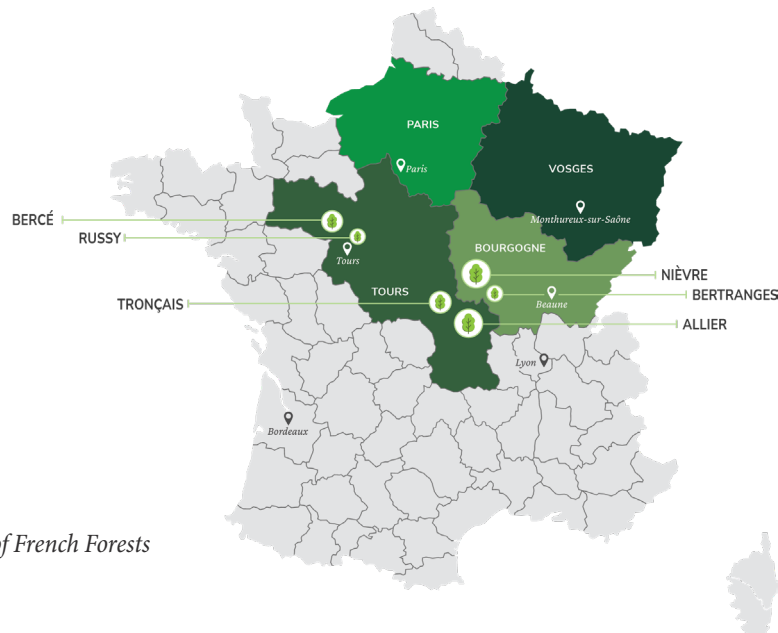 PARIS
Paris
VOSGES
Monthureux-sur-Saône
BERCÉ
RUSSY
BOURGOGNE
Tours
NIÈVRE
TOURS
BERTRANGES
Beaune
TRONÇAIS
ALLIER
Lyon
Bordeaux
of French Forests